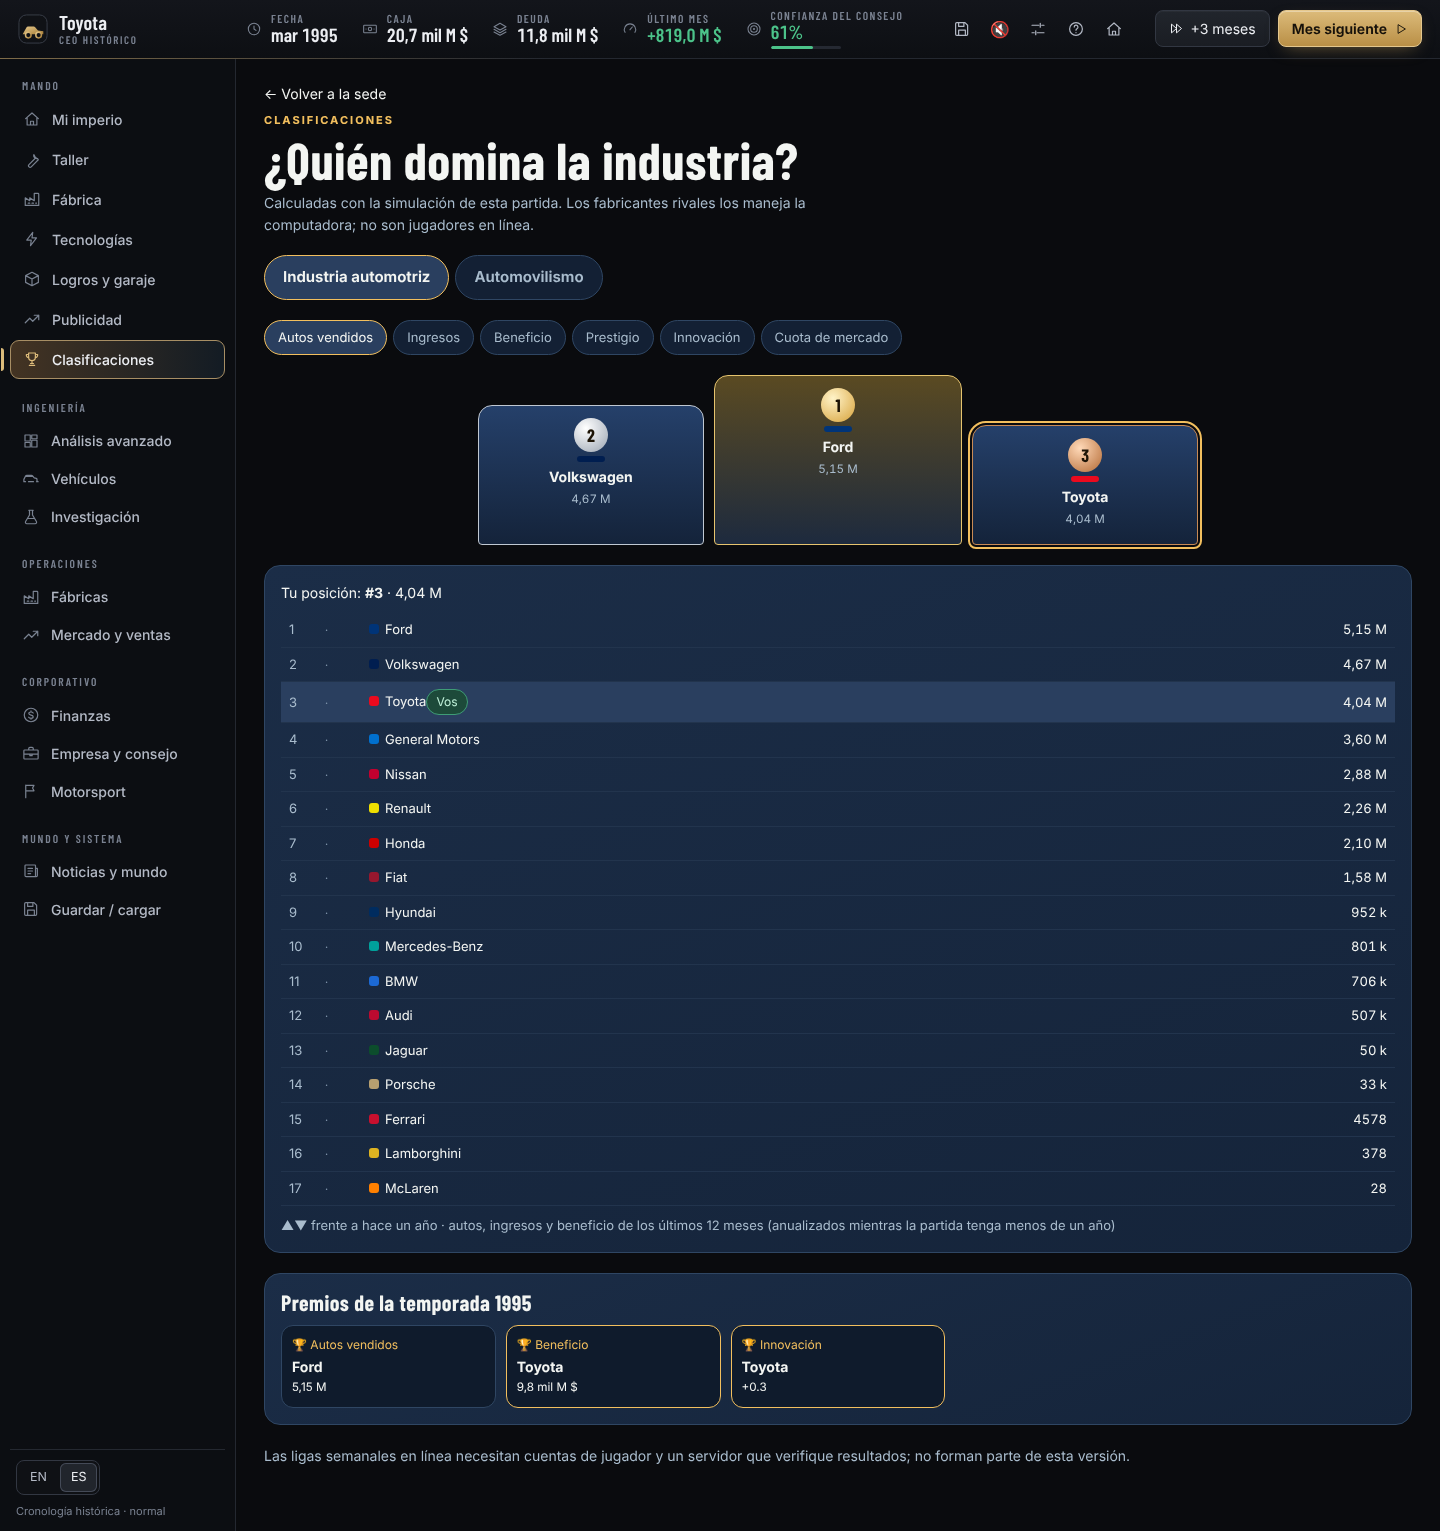 Toyota
CEO HISTÓRICO
FECHA
mar 1995
CAJA
20,7 mil M $
DEUDA
11,8 mil M $
ÚLTIMO MES
+819,0 M $
CONFIANZA DEL CONSEJO
61%
+3 meses
Mes siguiente
MANDO
Mi imperio
Taller
Fábrica
Tecnologías
Logros y garaje
Publicidad
Clasificaciones
INGENIERÍA
Análisis avanzado
Vehículos
Investigación
OPERACIONES
Fábricas
Mercado y ventas
CORPORATIVO
Finanzas
Empresa y consejo
Motorsport
MUNDO Y SISTEMA
Noticias y mundo
Guardar / cargar
EN ES
Cronología histórica · normal
← Volver a la sede
CLASIFICACIONES
¿Quién domina la industria?
Calculadas con la simulación de esta partida. Los fabricantes rivales los maneja la
computadora; no son jugadores en línea.
Industria automotriz Automovilismo
Autos vendidos Ingresos Beneficio Prestigio Innovación Cuota de mercado
2
Volkswagen
4,67 M
1
Ford
5,15 M
3
Toyota
4,04 M
Tu posición: #3 · 4,04 M
1 · Ford 5,15 M
2 · Volkswagen 4,67 M
3 · Toyota Vos 4,04 M
4 · General Motors 3,60 M
5 · Nissan 2,88 M
6 · Renault 2,26 M
7 · Honda 2,10 M
8 · Fiat 1,58 M
9 · Hyundai 952 k
10 · Mercedes-Benz 801 k
11 · BMW 706 k
12 · Audi 507 k
13 · Jaguar 50 k
14 · Porsche 33 k
15 · Ferrari 4578
16 · Lamborghini 378
17 · McLaren 28
▲▼ frente a hace un año · autos, ingresos y beneficio de los últimos 12 meses (anualizados mientras la partida tenga menos de un año)
Premios de la temporada 1995
🏆 Autos vendidos
Ford
5,15 M
🏆 Beneficio
Toyota
9,8 mil M $
🏆 Innovación
Toyota
+0.3
Las ligas semanales en línea necesitan cuentas de jugador y un servidor que verifique resultados; no forman parte de esta versión.